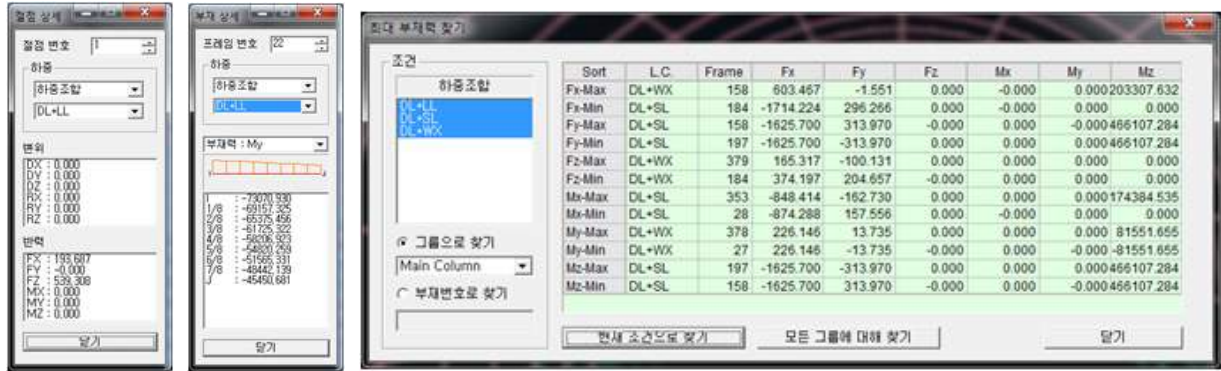 절점 상세
절점 번호 1
하중
하중조합
DL+LL
변위
DX : 0.000
DY : 0.000
DZ : 0.000
RX : 0.000
RY : 0.000
RZ : 0.000
반력
FX : 193.687
FY : -0.000
FZ : 539.308
MX : 0.000
MY : 0.000
MZ : 0.000
닫기
부재 상세
프레임 번호 22
하중
하중조합
DL+LL
부재력 : My
I : -73070.930
1/8 : -69157.325
2/8 : -65375.456
3/8 : -61725.322
4/8 : -58206.923
5/8 : -54820.259
6/8 : -51565.331
7/8 : -48442.139
J : -45450.681
닫기
최대 부재력 찾기
조건
하중조합
DL+LL
DL+SL
DL+WX
그룹으로 찾기
Main Column
부재번호로 찾기
Sort L.C. Frame Fx Fy Fz Mx My Mz
Fx-Max DL+WX 158 603.467 -1.551 0.000 -0.000 0.000 203307.632
Fx-Min DL+SL 184 -1714.224 296.266 0.000 0.000 0.000 0.000
Fy-Max DL+SL 158 -1625.700 313.970 -0.000 0.000 -0.000 466107.284
Fy-Min DL+SL 197 -1625.700 -313.970 0.000 0.000 -0.000 466107.284
Fz-Max DL+WX 379 165.317 -100.131 0.000 0.000 0.000 0.000
Fz-Min DL+WX 184 374.197 204.657 -0.000 0.000 0.000 0.000
Mx-Max DL+SL 353 -848.414 -162.730 0.000 0.000 0.000 174384.535
Mx-Min DL+SL 28 -874.288 157.556 0.000 -0.000 0.000 0.000
My-Max DL+WX 378 226.146 13.735 0.000 0.000 0.000 81551.655
My-Min DL+WX 27 226.146 -13.735 -0.000 0.000 -0.000 -81551.655
Mz-Max DL+SL 197 -1625.700 -313.970 0.000 0.000 -0.000 466107.284
Mz-Min DL+SL 158 -1625.700 313.970 -0.000 0.000 -0.000 466107.284
현재 조건으로 찾기 모든 그룹에 대해 찾기 닫기